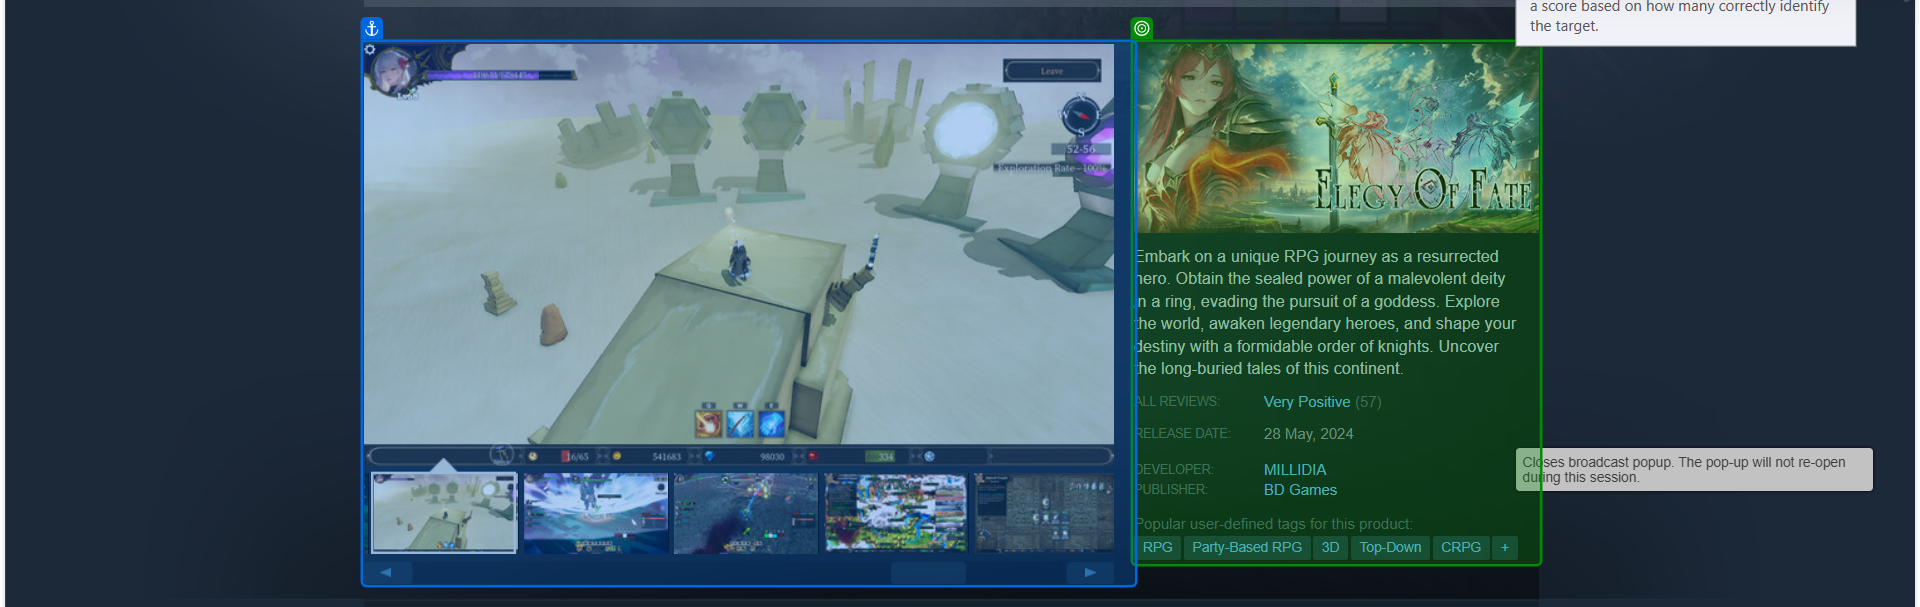 a score based on how many correctly identify
the target.
Leave
N
W
E
S
52-56
Exploration Rate - 100%
16/65
541683
98030
334
ELEGY OF FATE
Embark on a unique RPG journey as a resurrected
hero. Obtain the sealed power of a malevolent deity
in a ring, evading the pursuit of a goddess. Explore
the world, awaken legendary heroes, and shape your
destiny with a formidable order of knights. Uncover
the long-buried tales of this continent.
ALL REVIEWS: Very Positive (57)
RELEASE DATE: 28 May, 2024
DEVELOPER: MILLIDIA
PUBLISHER: BD Games
Popular user-defined tags for this product:
RPG Party-Based RPG 3D Top-Down CRPG +
Closes broadcast popup. The pop-up will not re-open
during this session.